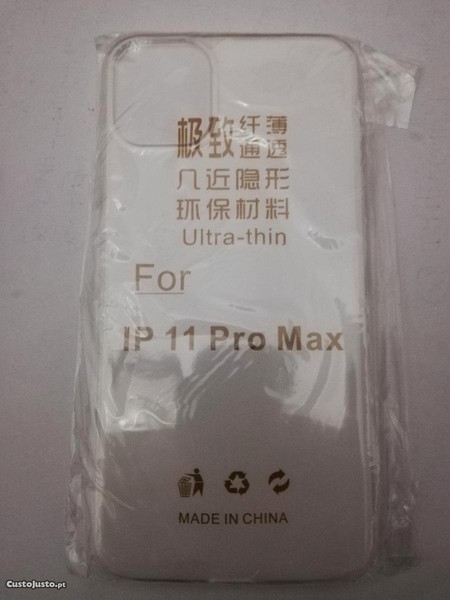 极致纤薄
通透
几近隐形
环保材料
Ultra-thin
For
IP 11 Pro Max
MADE IN CHINA
CustoJusto.pt